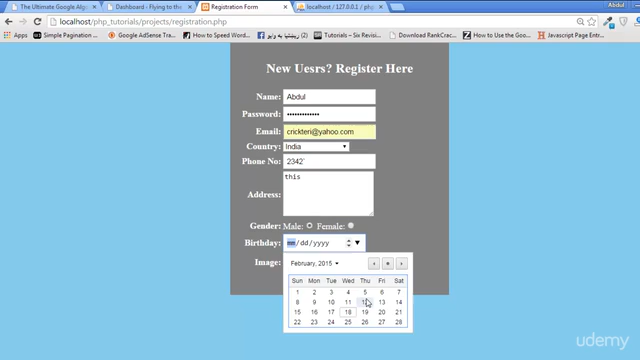 Abdul
The Ultimate Google Al
Dashboard - Flying to the
Registration Form
localhost / 127.0.0.1 / ph
localhost/php_tutorials/projects/registration.php
Simple Pagination
Google AdSense Tra
How to Speed Word
Tutorials – Six Revisi
Download RankCrac
How to Use the Goo
New Uesrs? Register Here
Name: Abdul
Password: •••••••••••••
Email: crickteri@yahoo.com
Country: India
Phone No: 2342`
Address: this
Gender: Male: Female:
Birthday: mm/dd/yyyy
Image:
February, 2015
Sun Mon Tue Wed Thu Fri Sat
1 2 3 4 5 6 7
8 9 10 11 12 13 14
15 16 17 18 19 20 21
22 23 24 25 26 27 28
udemy